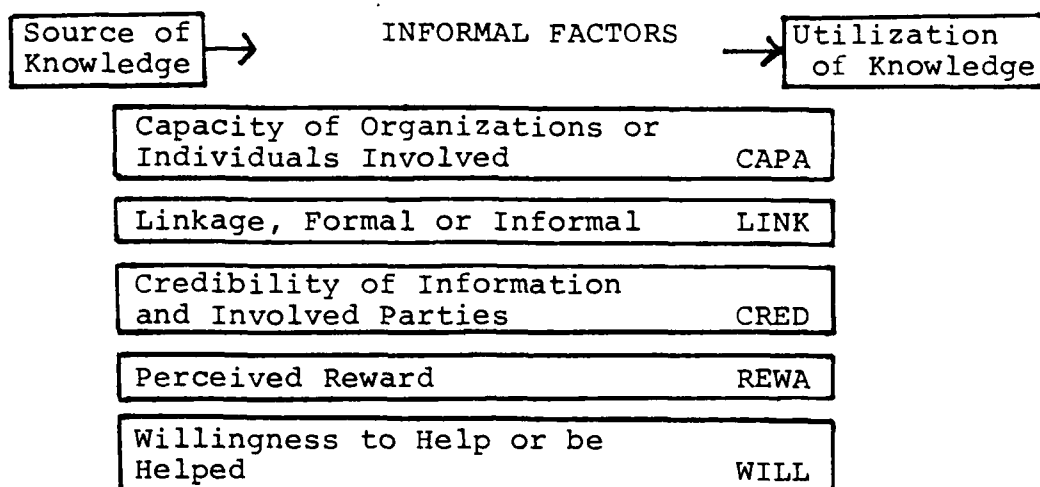 Source of
Knowledge
INFORMAL FACTORS
Utilization
of Knowledge
Capacity of Organizations or
Individuals Involved CAPA
Linkage, Formal or Informal LINK
Credibility of Information
and Involved Parties CRED
Perceived Reward REWA
Willingness to Help or be
Helped WILL